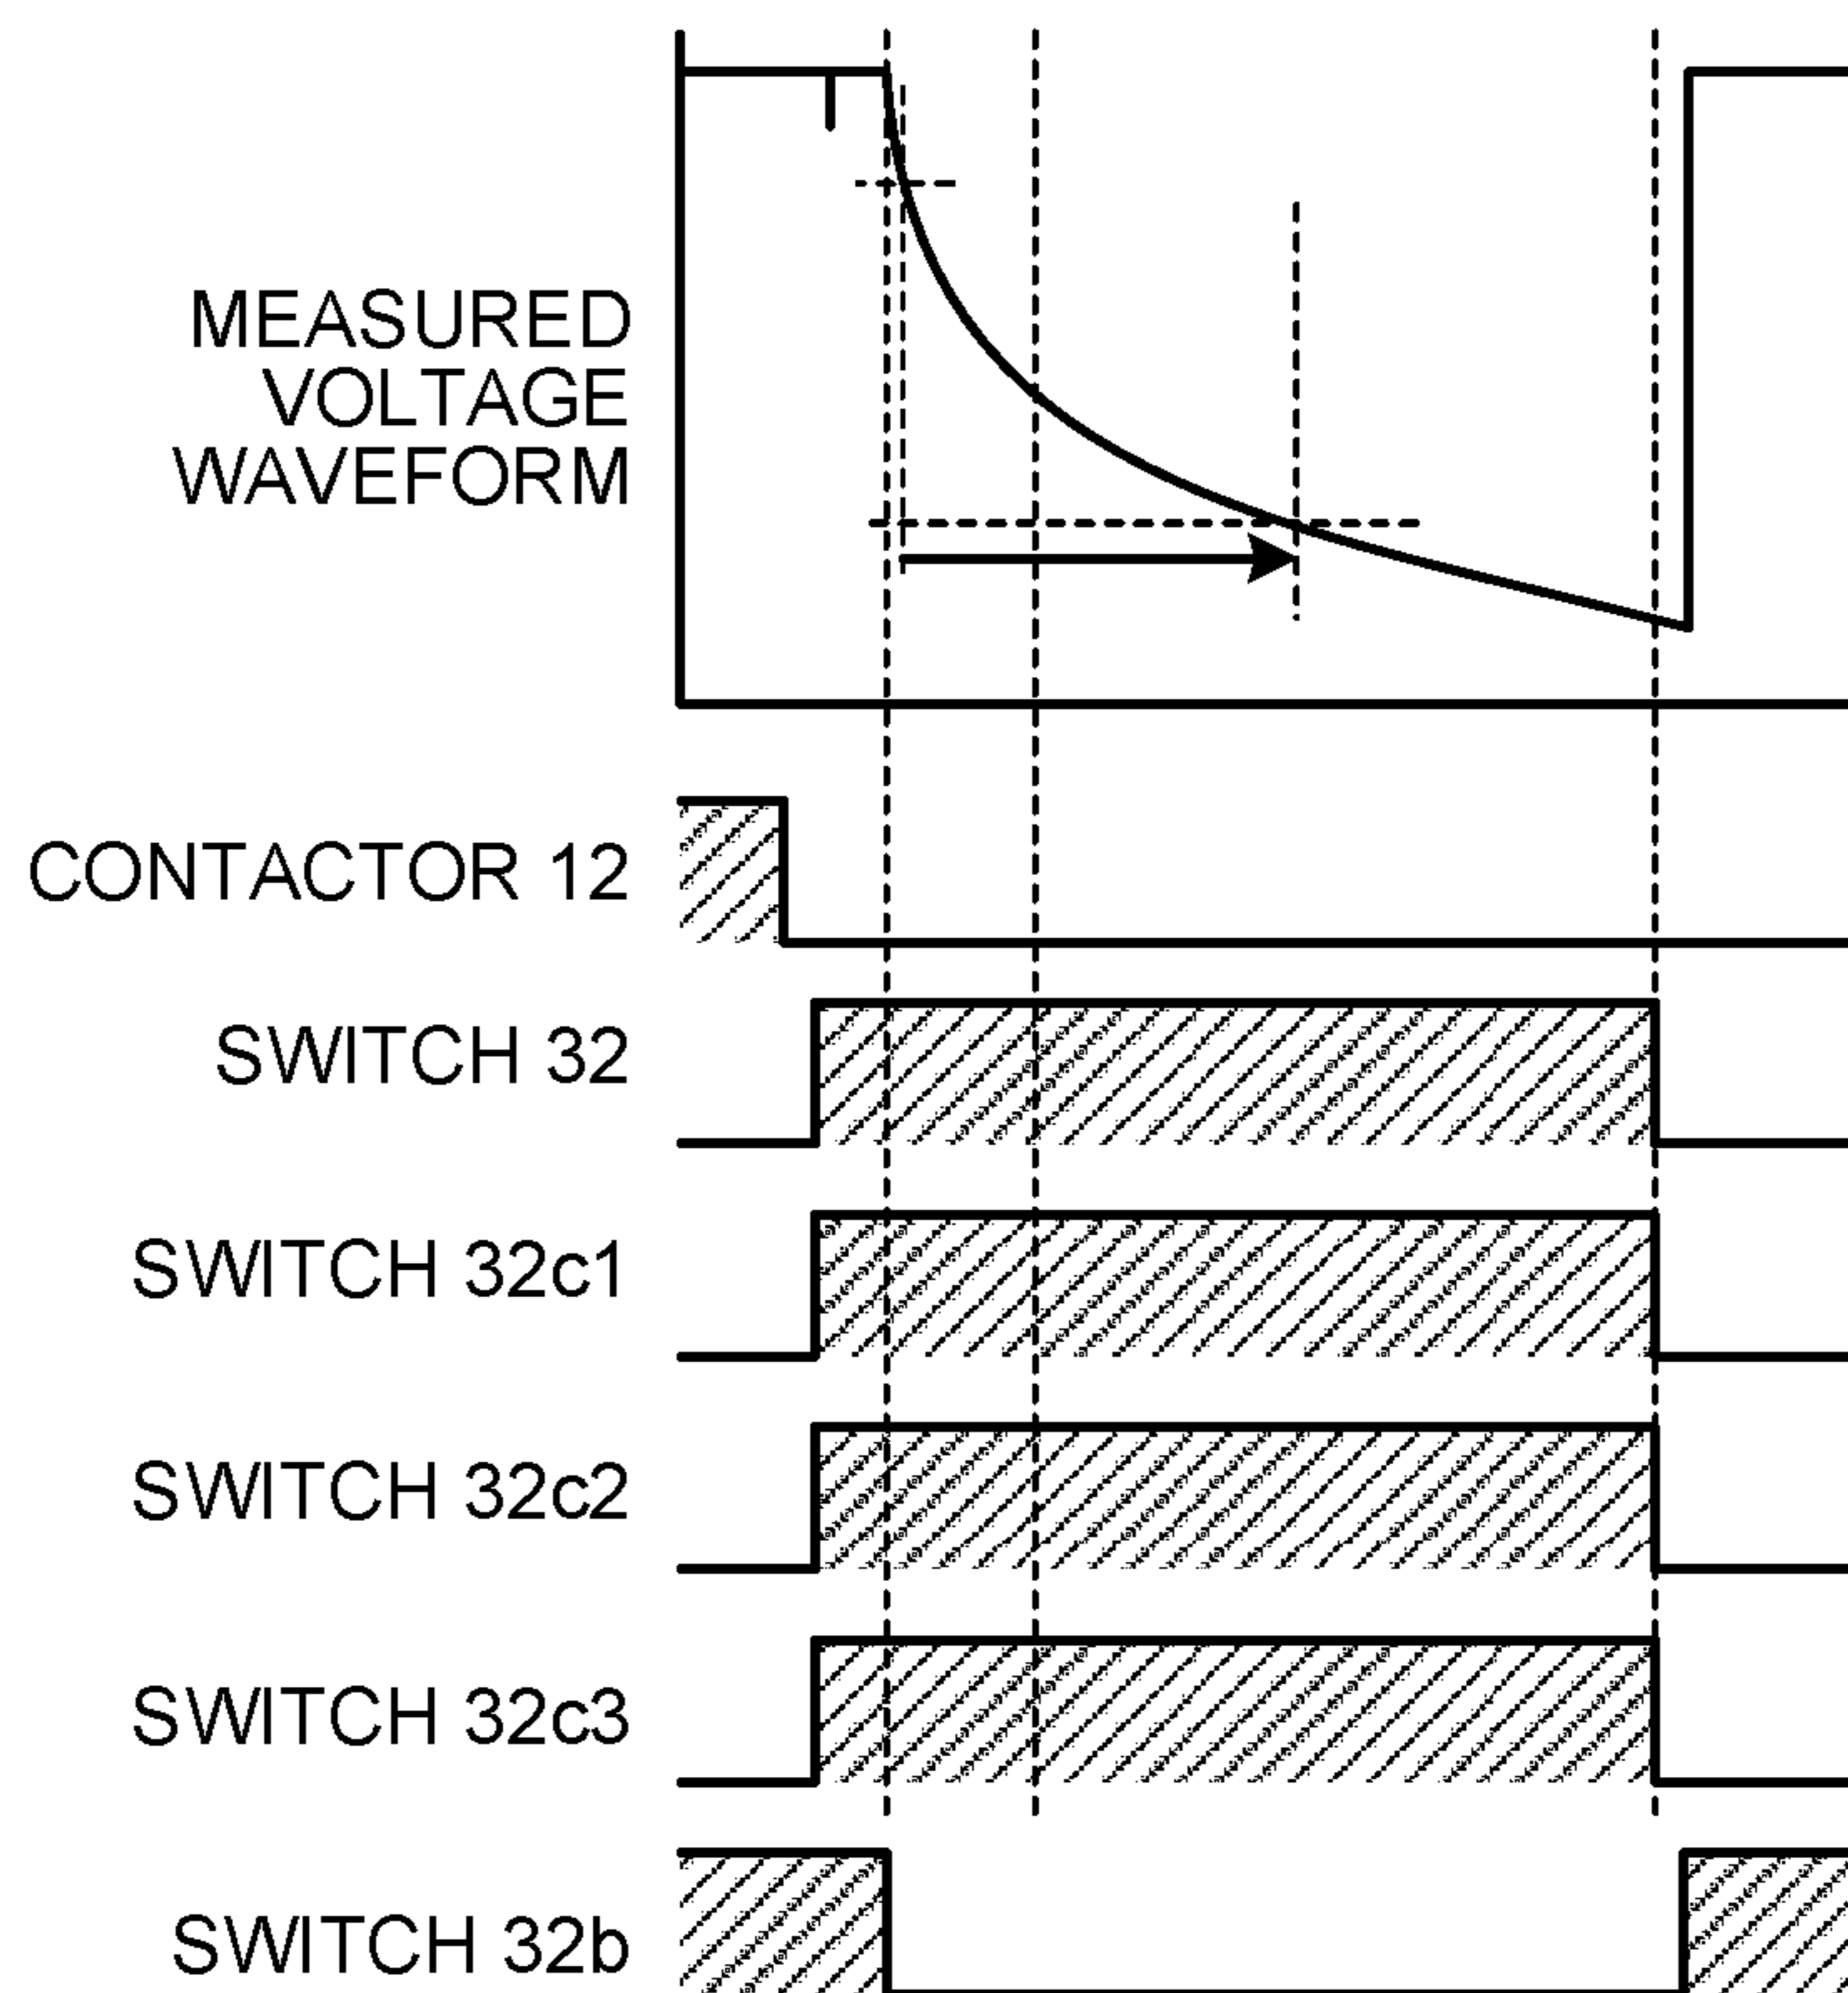 MEASURED
VOLTAGE
WAVEFORM
CONTACTOR 12
SWITCH 32
SWITCH 32c1
SWITCH 32c2
SWITCH 32c3
SWITCH 32b